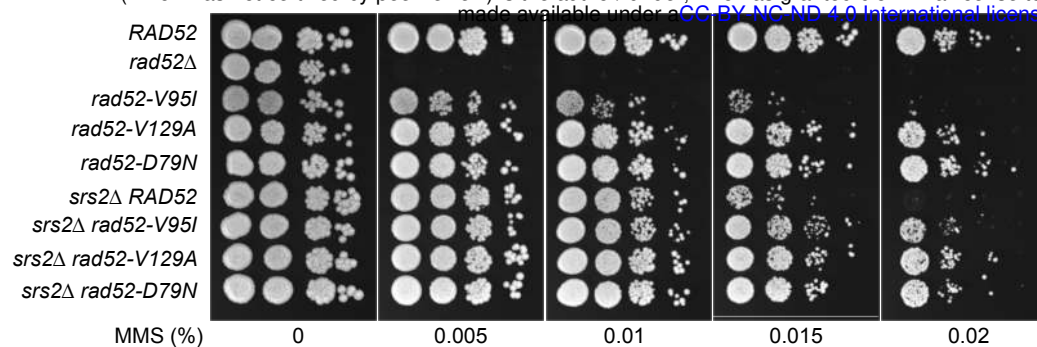 made available under aCC-BY-NC-ND 4.0 International license
RAD52
rad52Δ
rad52-V95I
rad52-V129A
rad52-D79N
srs2Δ RAD52
srs2Δ rad52-V95I
srs2Δ rad52-V129A
srs2Δ rad52-D79N
MMS (%) 0 0.005 0.01 0.015 0.02